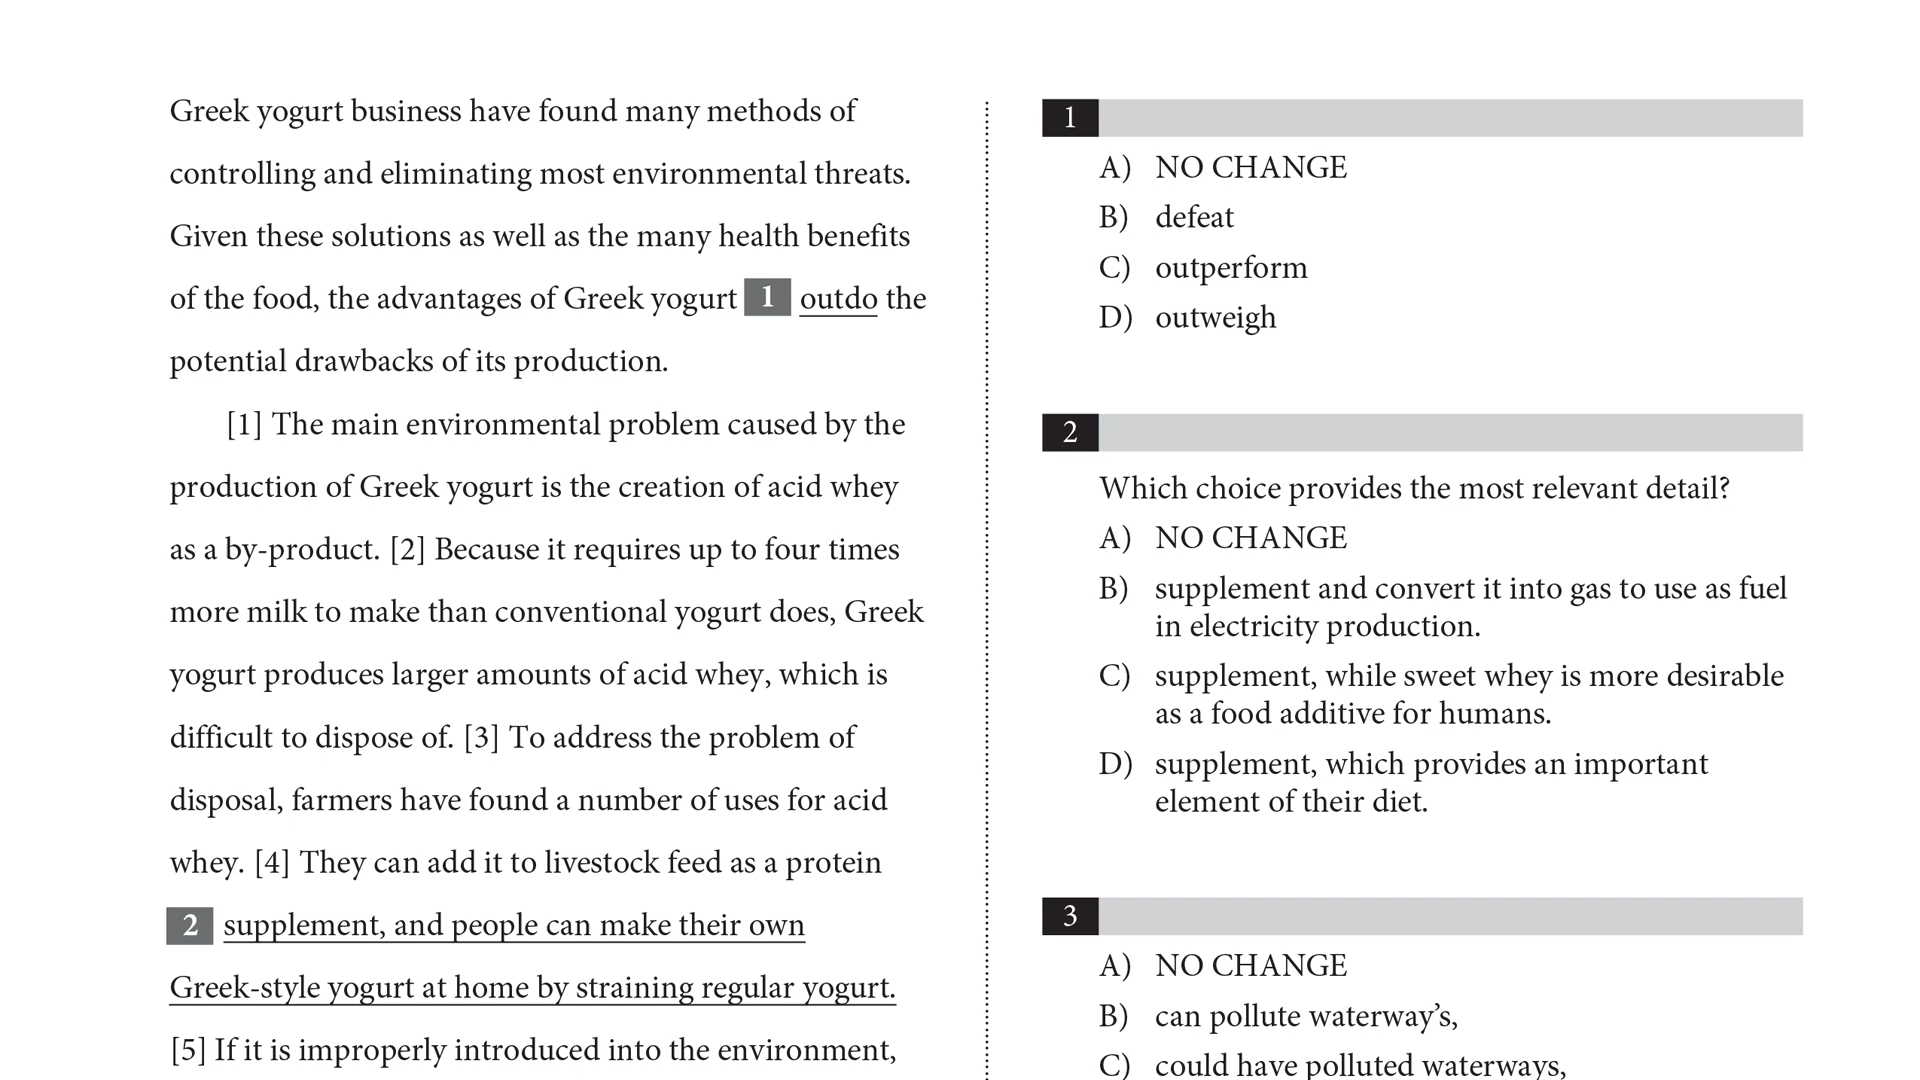 Greek yogurt business have found many methods of
controlling and eliminating most environmental threats.
Given these solutions as well as the many health benefits
of the food, the advantages of Greek yogurt 1 outdo the
potential drawbacks of its production.
[1] The main environmental problem caused by the
production of Greek yogurt is the creation of acid whey
as a by-product. [2] Because it requires up to four times
more milk to make than conventional yogurt does, Greek
yogurt produces larger amounts of acid whey, which is
difficult to dispose of. [3] To address the problem of
disposal, farmers have found a number of uses for acid
whey. [4] They can add it to livestock feed as a protein
2 supplement, and people can make their own
Greek-style yogurt at home by straining regular yogurt.
[5] If it is improperly introduced into the environment,
1
A) NO CHANGE
B) defeat
C) outperform
D) outweigh
2
Which choice provides the most relevant detail?
A) NO CHANGE
B) supplement and convert it into gas to use as fuel
in electricity production.
C) supplement, while sweet whey is more desirable
as a food additive for humans.
D) supplement, which provides an important
element of their diet.
3
A) NO CHANGE
B) can pollute waterway’s,
C) could have polluted waterways,